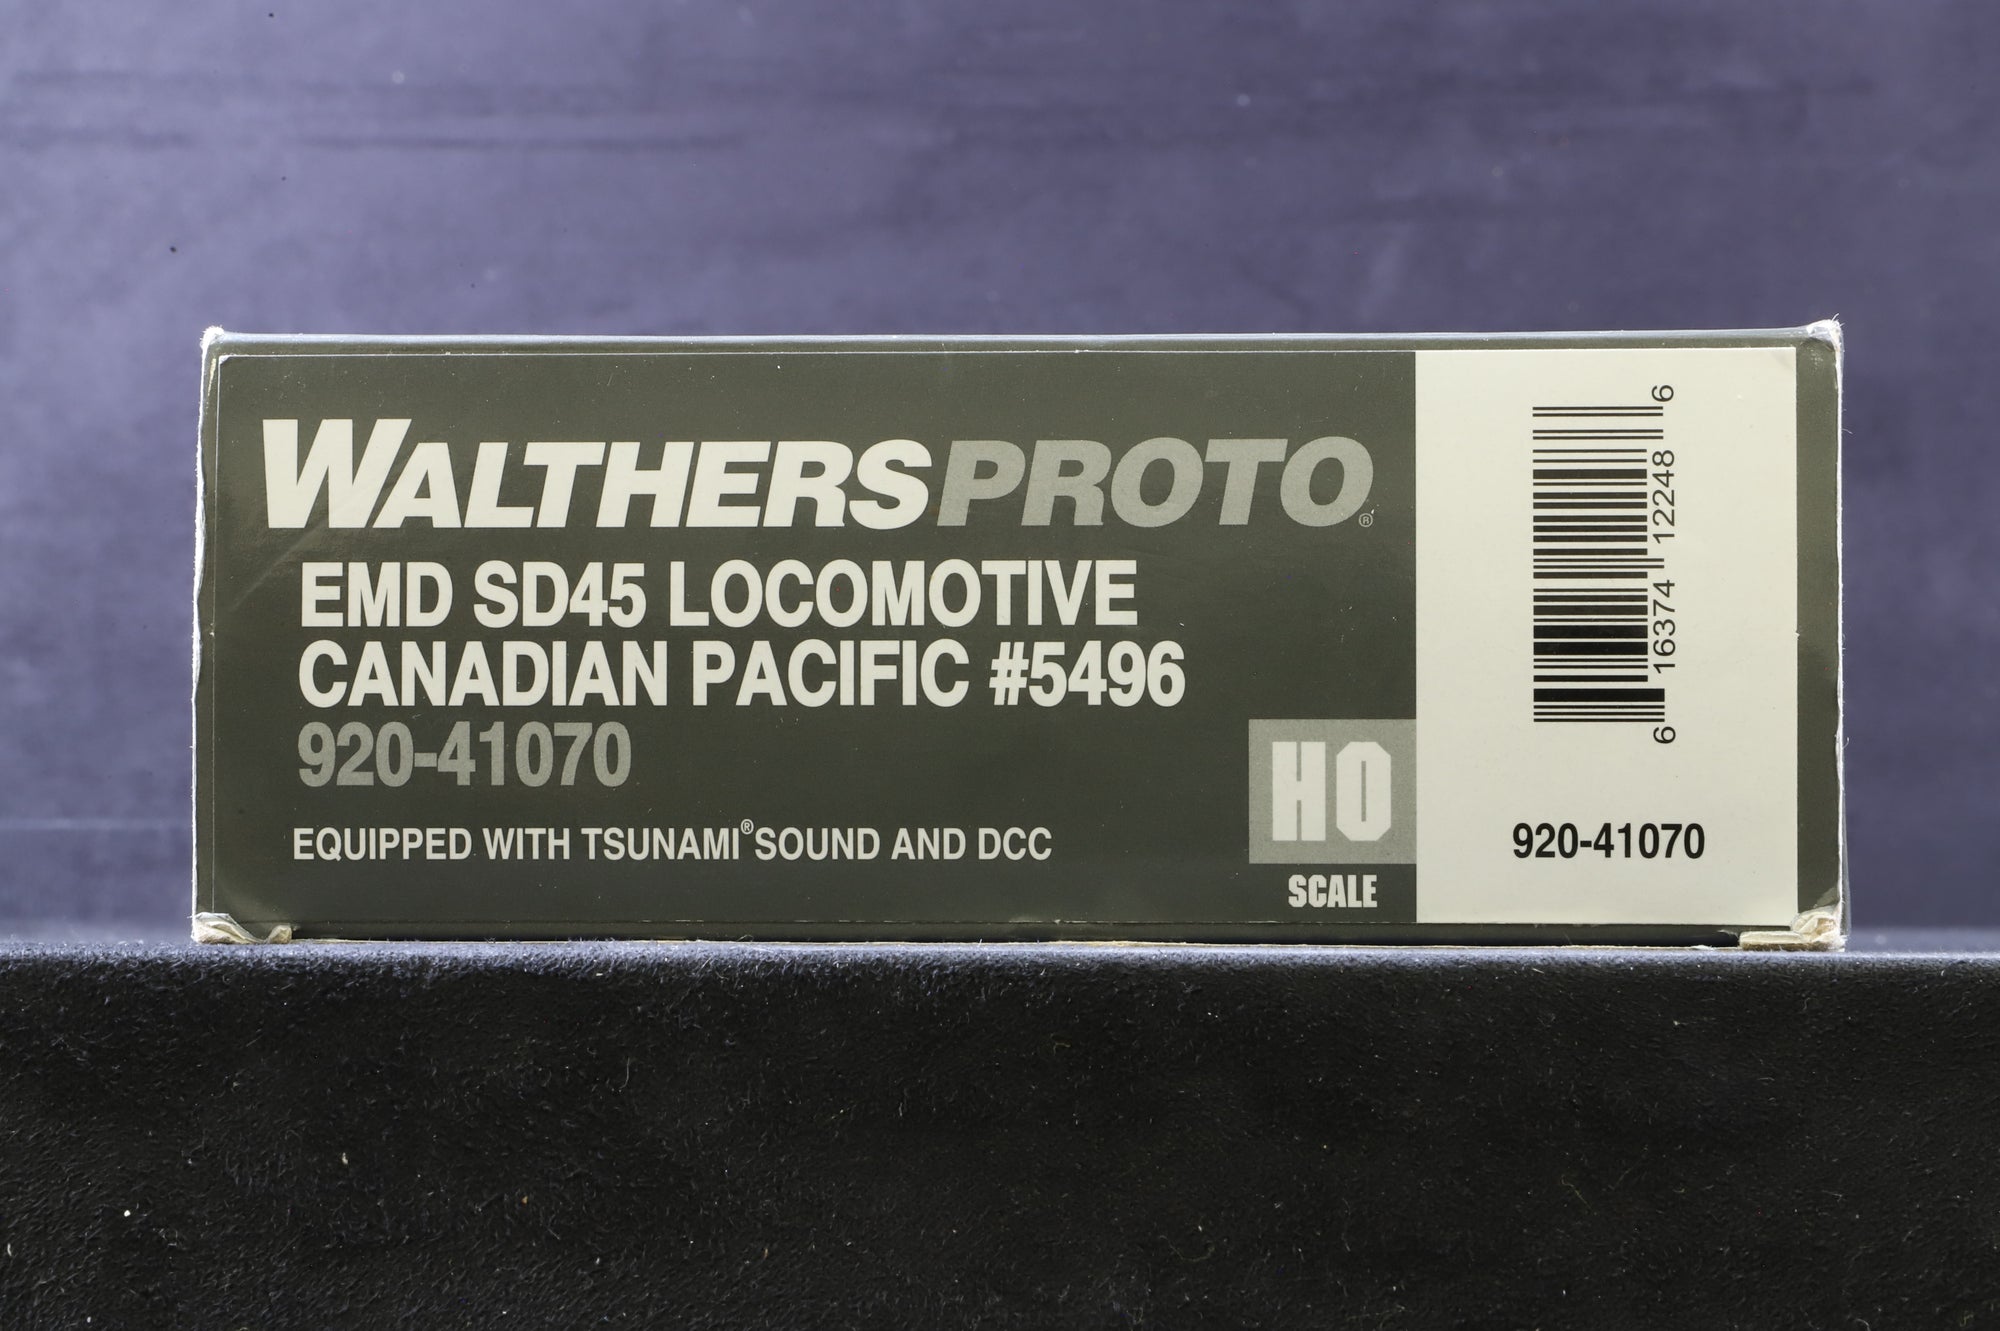 WALTHERSPROTO®
EMD SD45 LOCOMOTIVE
CANADIAN PACIFIC #5496
920-41070
EQUIPPED WITH TSUNAMI® SOUND AND DCC
HO
SCALE
6 16374 12248 6
920-41070